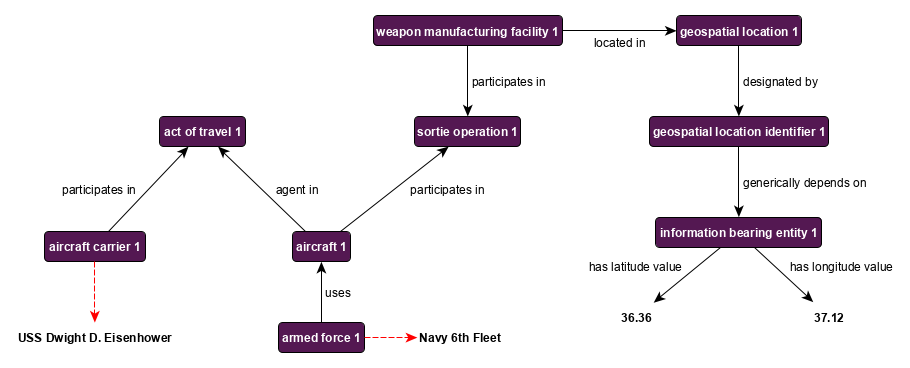 weapon manufacturing facility 1
located in
geospatial location 1
participates in
designated by
act of travel 1
sortie operation 1
geospatial location identifier 1
participates in
agent in
participates in
generically depends on
aircraft carrier 1
aircraft 1
information bearing entity 1
has latitude value
has longitude value
uses
36.36
37.12
USS Dwight D. Eisenhower
armed force 1
Navy 6th Fleet